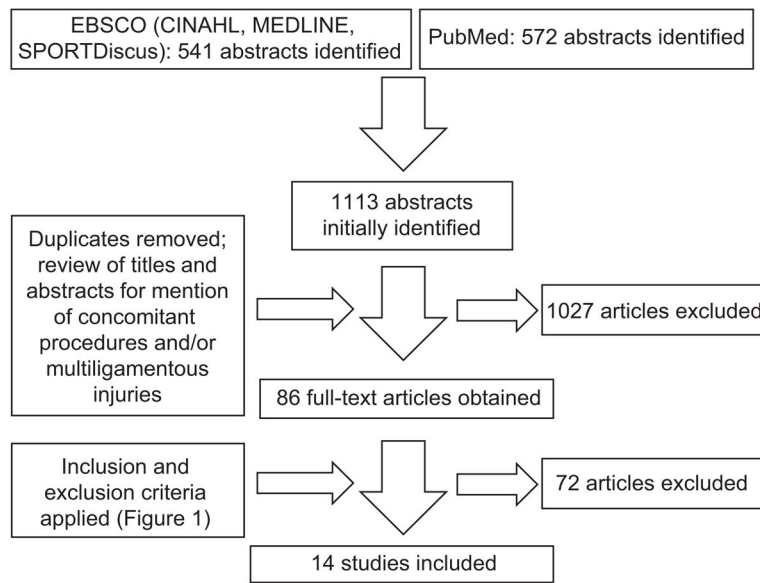 EBSCO (CINAHL, MEDLINE,
SPORTDiscus): 541 abstracts identified
PubMed: 572 abstracts identified
1113 abstracts
initially identified
Duplicates removed;
review of titles and
abstracts for mention
of concomitant
procedures and/or
multiligamentous
injuries
1027 articles excluded
86 full-text articles obtained
Inclusion and
exclusion criteria
applied (Figure 1)
72 articles excluded
14 studies included